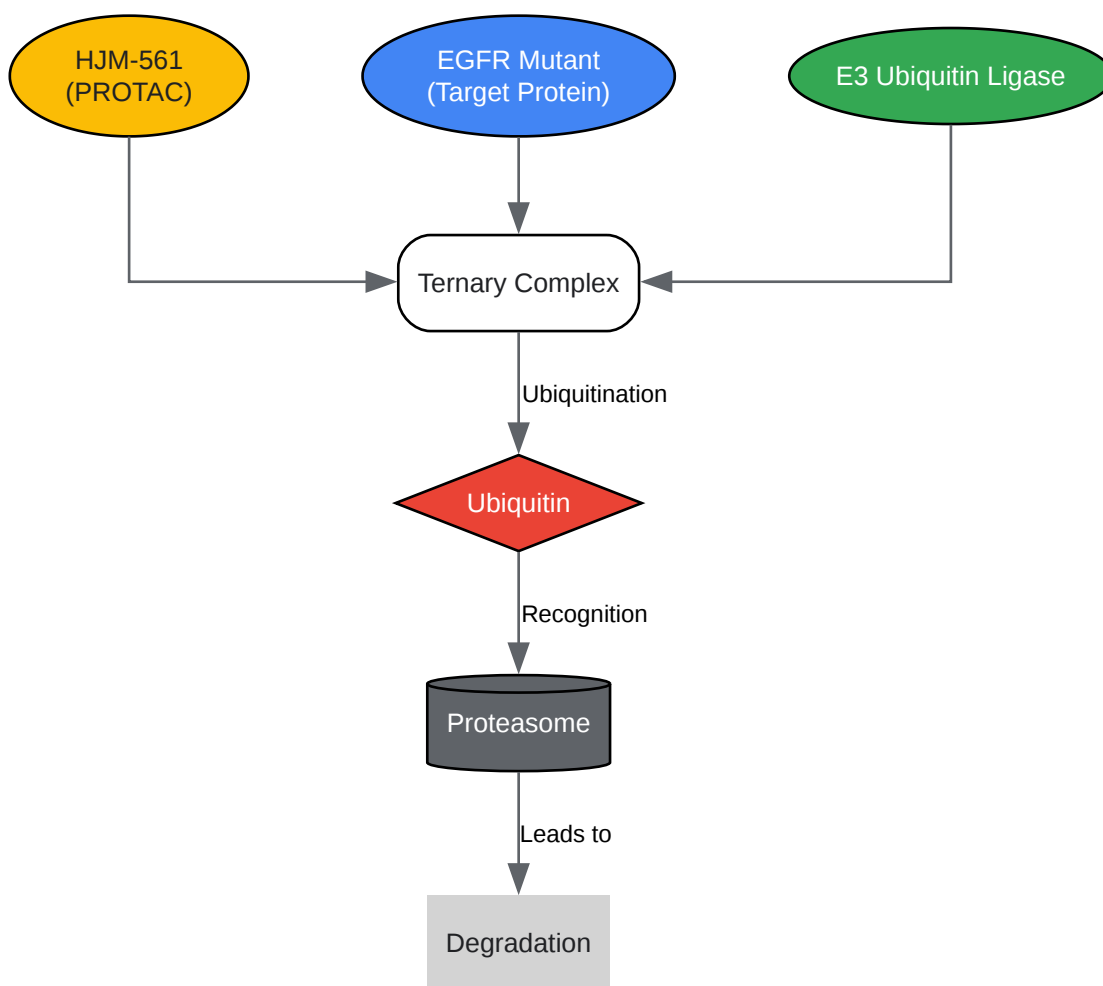 HJM-561
(PROTAC)
EGFR Mutant
(Target Protein)
E3 Ubiquitin Ligase
Ternary Complex
Ubiquitination
Ubiquitin
Recognition
Proteasome
Leads to
Degradation